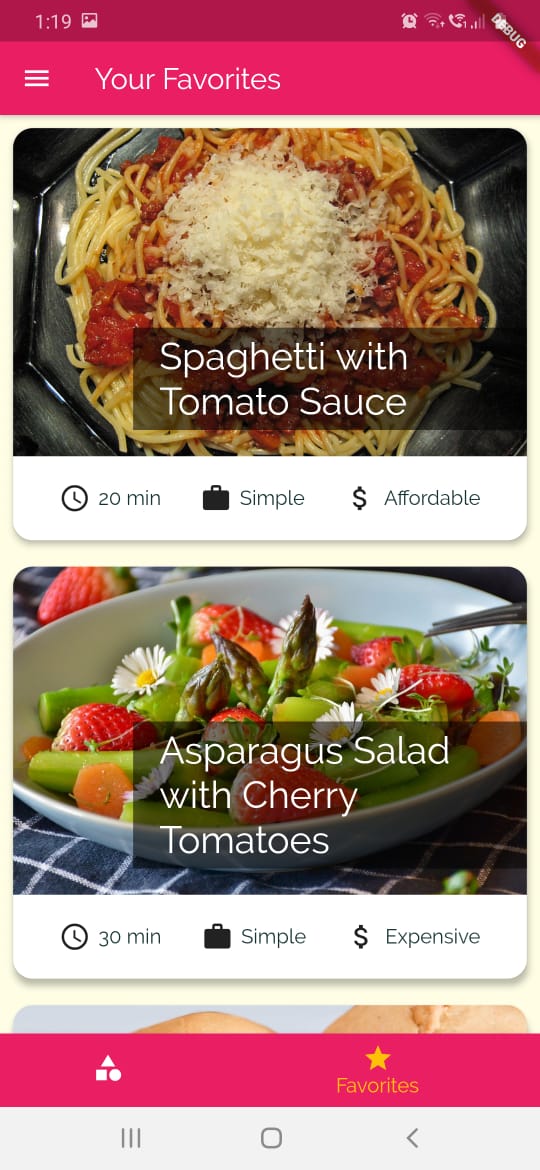 1:19
DEBUG
Your Favorites
Spaghetti with
Tomato Sauce
20 min
Simple
Affordable
Asparagus Salad
with Cherry
Tomatoes
30 min
Simple
Expensive
Favorites